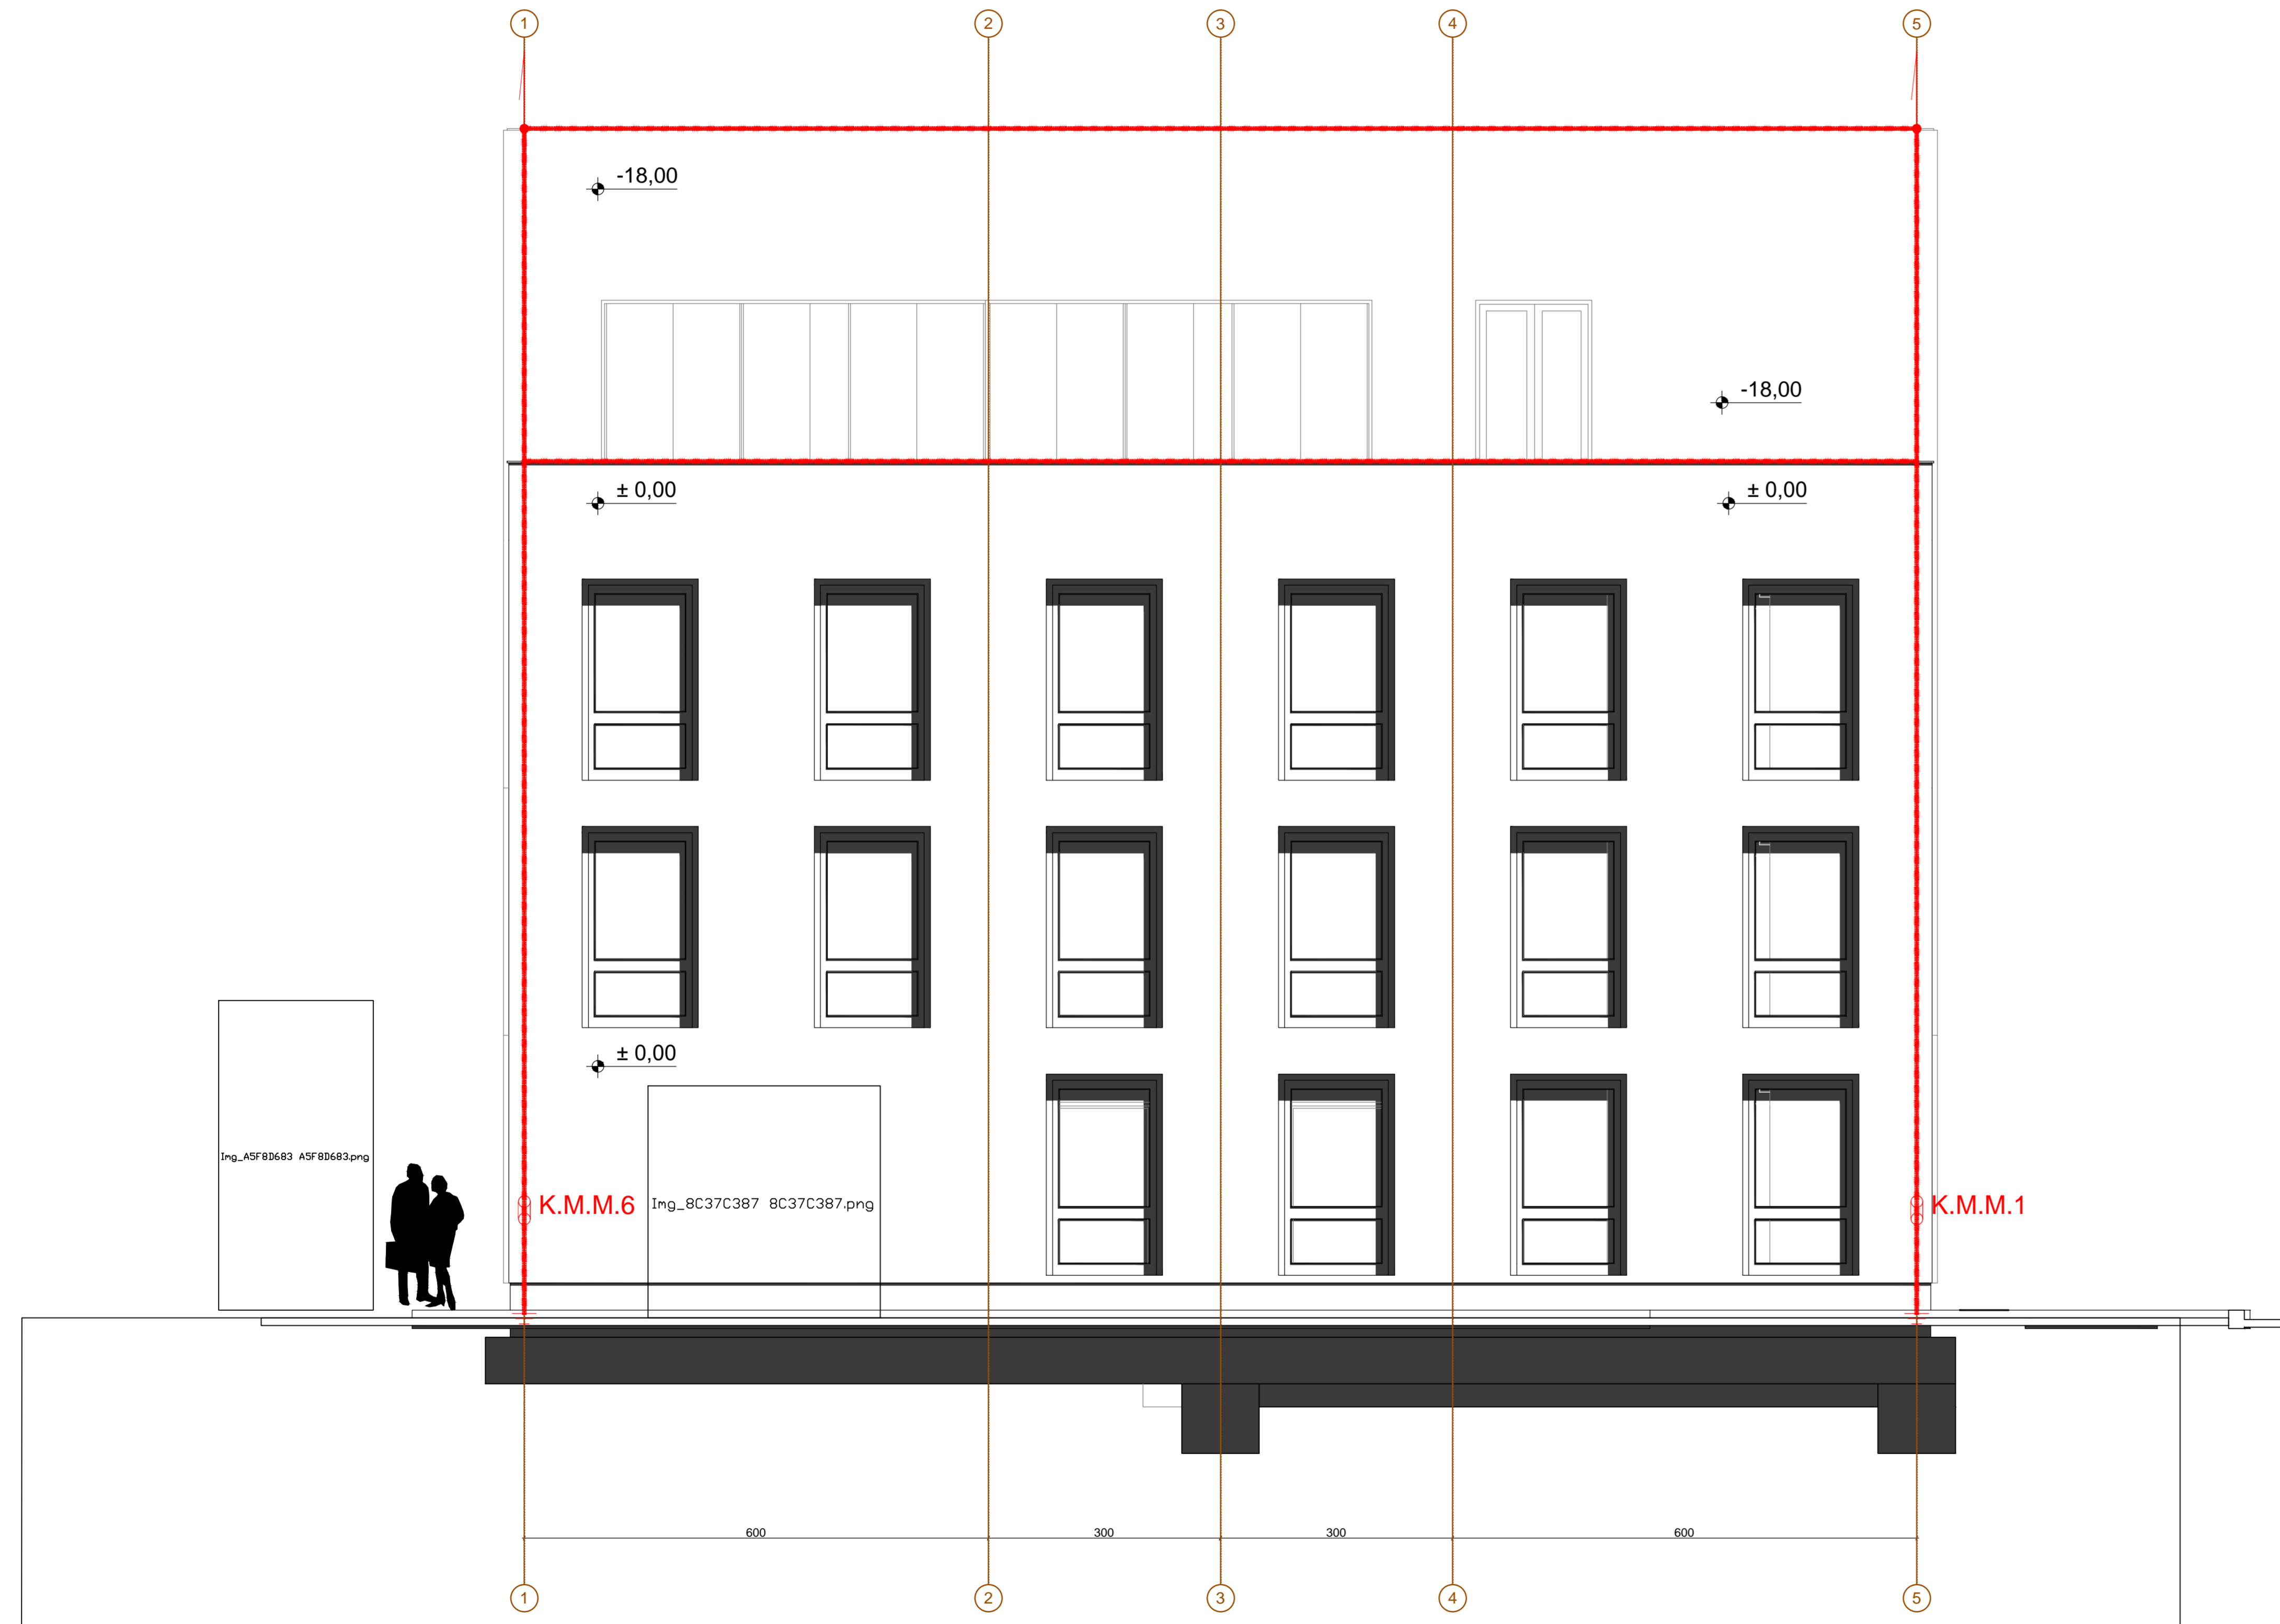 1 2 3 4 5
-18,00
-18,00
± 0,00 ± 0,00
± 0,00
Img_A5F8D683 A5F8D683.png
K.M.M.6 Img_8C37C387 8C37C387.png K.M.M.1
600 300 300 600
1 2 3 4 5